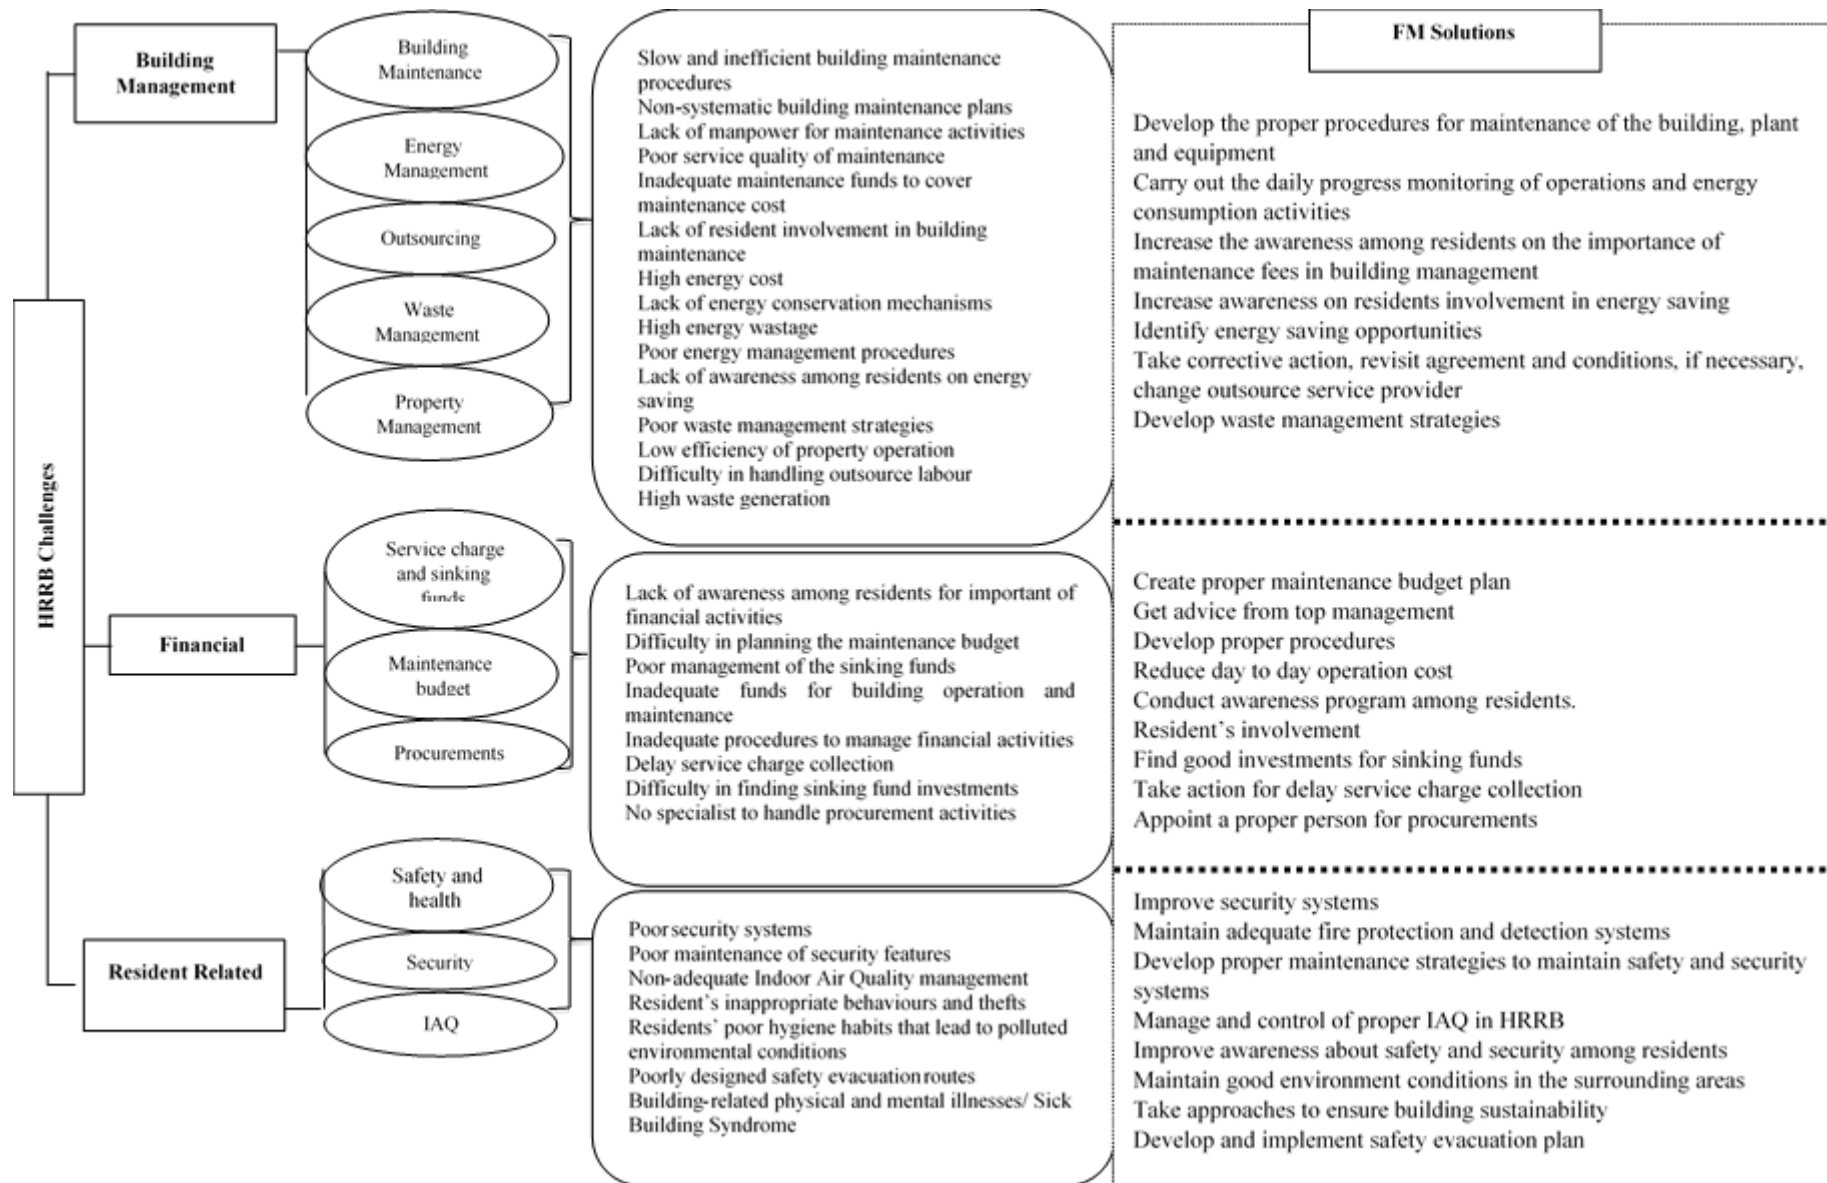 HRRB Challenges
Building
Management
Building
Maintenance
Energy
Management
Outsourcing
Waste
Management
Property
Management
Slow and inefficient building maintenance
procedures
Non-systematic building maintenance plans
Lack of manpower for maintenance activities
Poor service quality of maintenance
Inadequate maintenance funds to cover
maintenance cost
Lack of resident involvement in building
maintenance
High energy cost
Lack of energy conservation mechanisms
High energy wastage
Poor energy management procedures
Lack of awareness among residents on energy
saving
Poor waste management strategies
Low efficiency of property operation
Difficulty in handling outsource labour
High waste generation
FM Solutions
Develop the proper procedures for maintenance of the building, plant
and equipment
Carry out the daily progress monitoring of operations and energy
consumption activities
Increase the awareness among residents on the importance of
maintenance fees in building management
Increase awareness on residents involvement in energy saving
Identify energy saving opportunities
Take corrective action, revisit agreement and conditions, if necessary,
change outsource service provider
Develop waste management strategies
Financial
Service charge
and sinking
funds
Maintenance
budget
Procurements
Lack of awareness among residents for important of
financial activities
Difficulty in planning the maintenance budget
Poor management of the sinking funds
Inadequate funds for building operation and
maintenance
Inadequate procedures to manage financial activities
Delay service charge collection
Difficulty in finding sinking fund investments
No specialist to handle procurement activities
Create proper maintenance budget plan
Get advice from top management
Develop proper procedures
Reduce day to day operation cost
Conduct awareness program among residents.
Resident's involvement
Find good investments for sinking funds
Take action for delay service charge collection
Appoint a proper person for procurements
Resident Related
Safety and
health
Security
IAQ
Poor security systems
Poor maintenance of security features
Non-adequate Indoor Air Quality management
Resident's inappropriate behaviours and thefts
Residents' poor hygiene habits that lead to polluted
environmental conditions
Poorly designed safety evacuation routes
Building-related physical and mental illnesses/ Sick
Building Syndrome
Improve security systems
Maintain adequate fire protection and detection systems
Develop proper maintenance strategies to maintain safety and security
systems
Manage and control of proper IAQ in HRRB
Improve awareness about safety and security among residents
Maintain good environment conditions in the surrounding areas
Take approaches to ensure building sustainability
Develop and implement safety evacuation plan